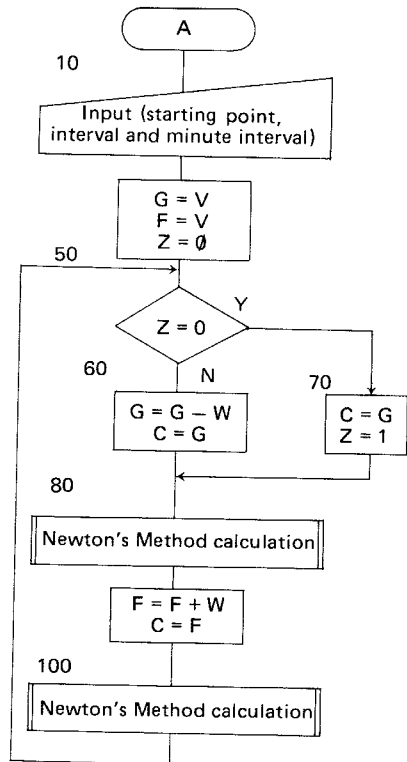 A
10
Input (starting point,
interval and minute interval)
G = V
F = V
Z = Ø
50
Z = 0
Y
60
N
70
G = G − W
C = G
C = G
Z = 1
80
Newton's Method calculation
F = F + W
C = F
100
Newton's Method calculation